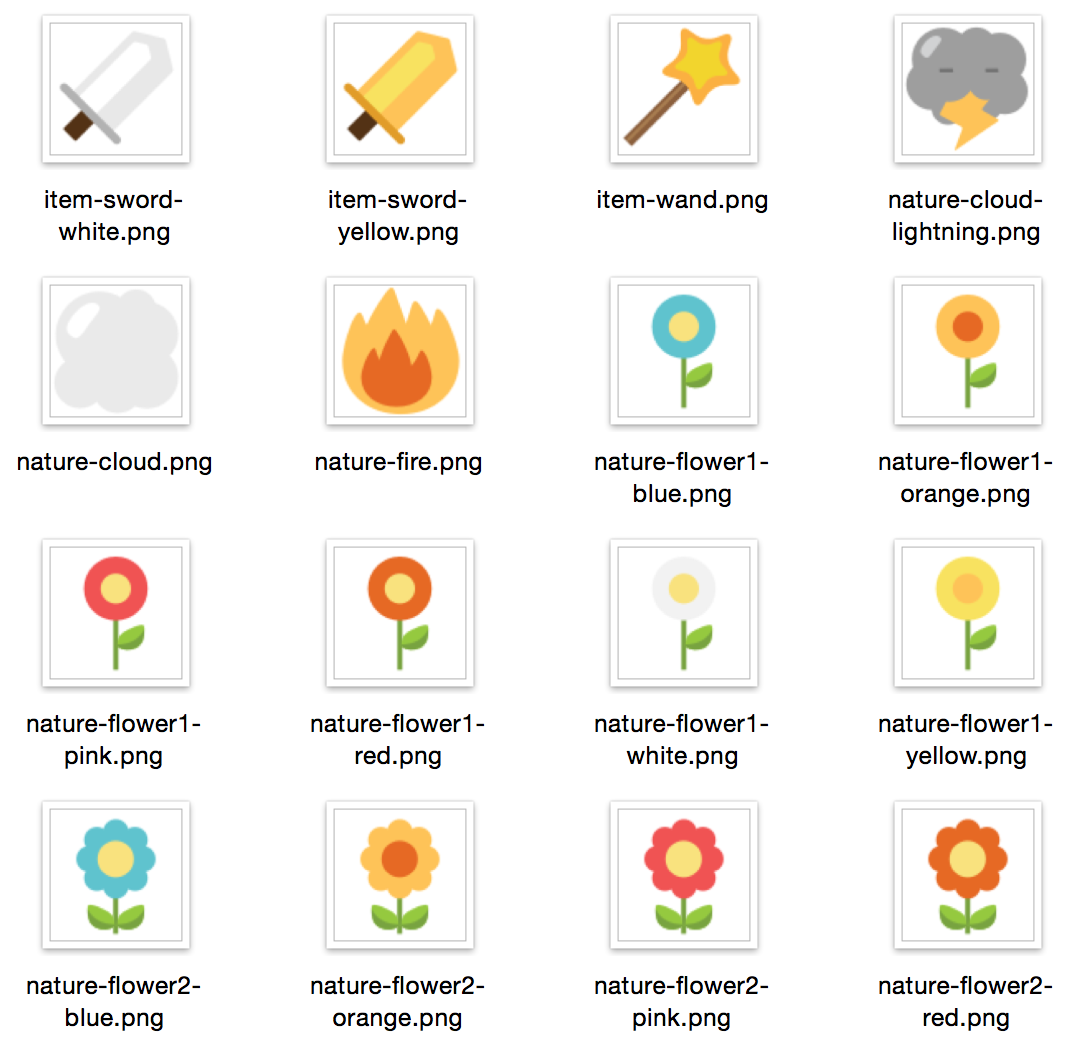 item-sword-
white.png
item-sword-
yellow.png
item-wand.png
nature-cloud-
lightning.png
nature-cloud.png
nature-fire.png
nature-flower1-
blue.png
nature-flower1-
orange.png
nature-flower1-
pink.png
nature-flower1-
red.png
nature-flower1-
white.png
nature-flower1-
yellow.png
nature-flower2-
blue.png
nature-flower2-
orange.png
nature-flower2-
pink.png
nature-flower2-
red.png